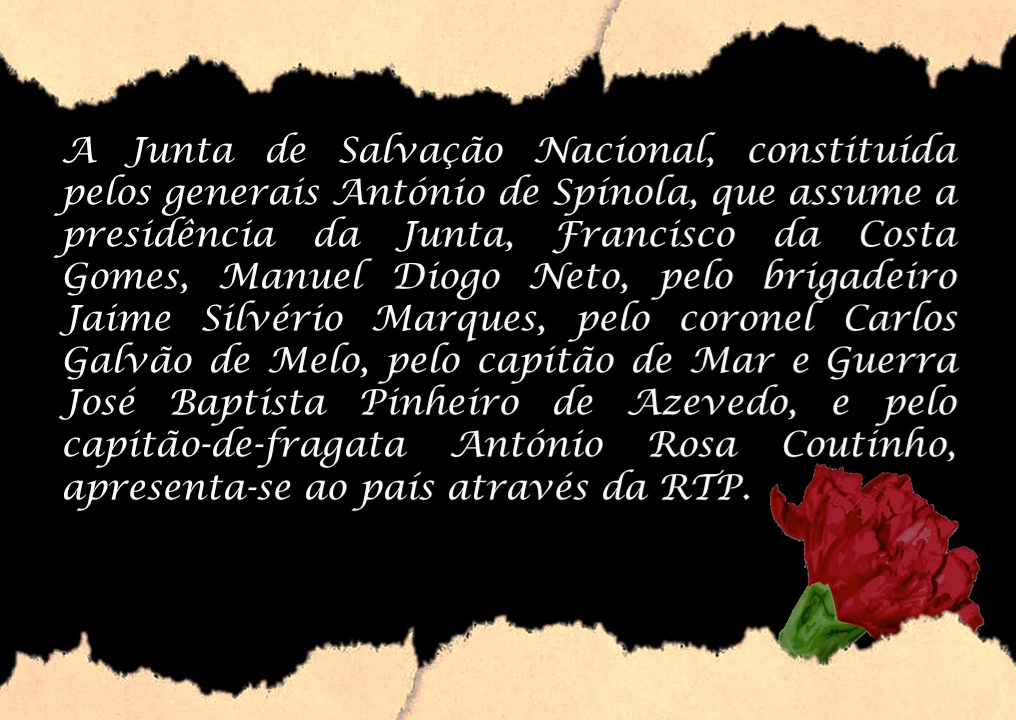 A Junta de Salvação Nacional, constituída
pelos generais António de Spínola, que assume a
presidência da Junta, Francisco da Costa
Gomes, Manuel Diogo Neto, pelo brigadeiro
Jaime Silvério Marques, pelo coronel Carlos
Galvão de Melo, pelo capitão de Mar e Guerra
José Baptista Pinheiro de Azevedo, e pelo
capitão-de-fragata António Rosa Coutinho,
apresenta-se ao país através da RTP.